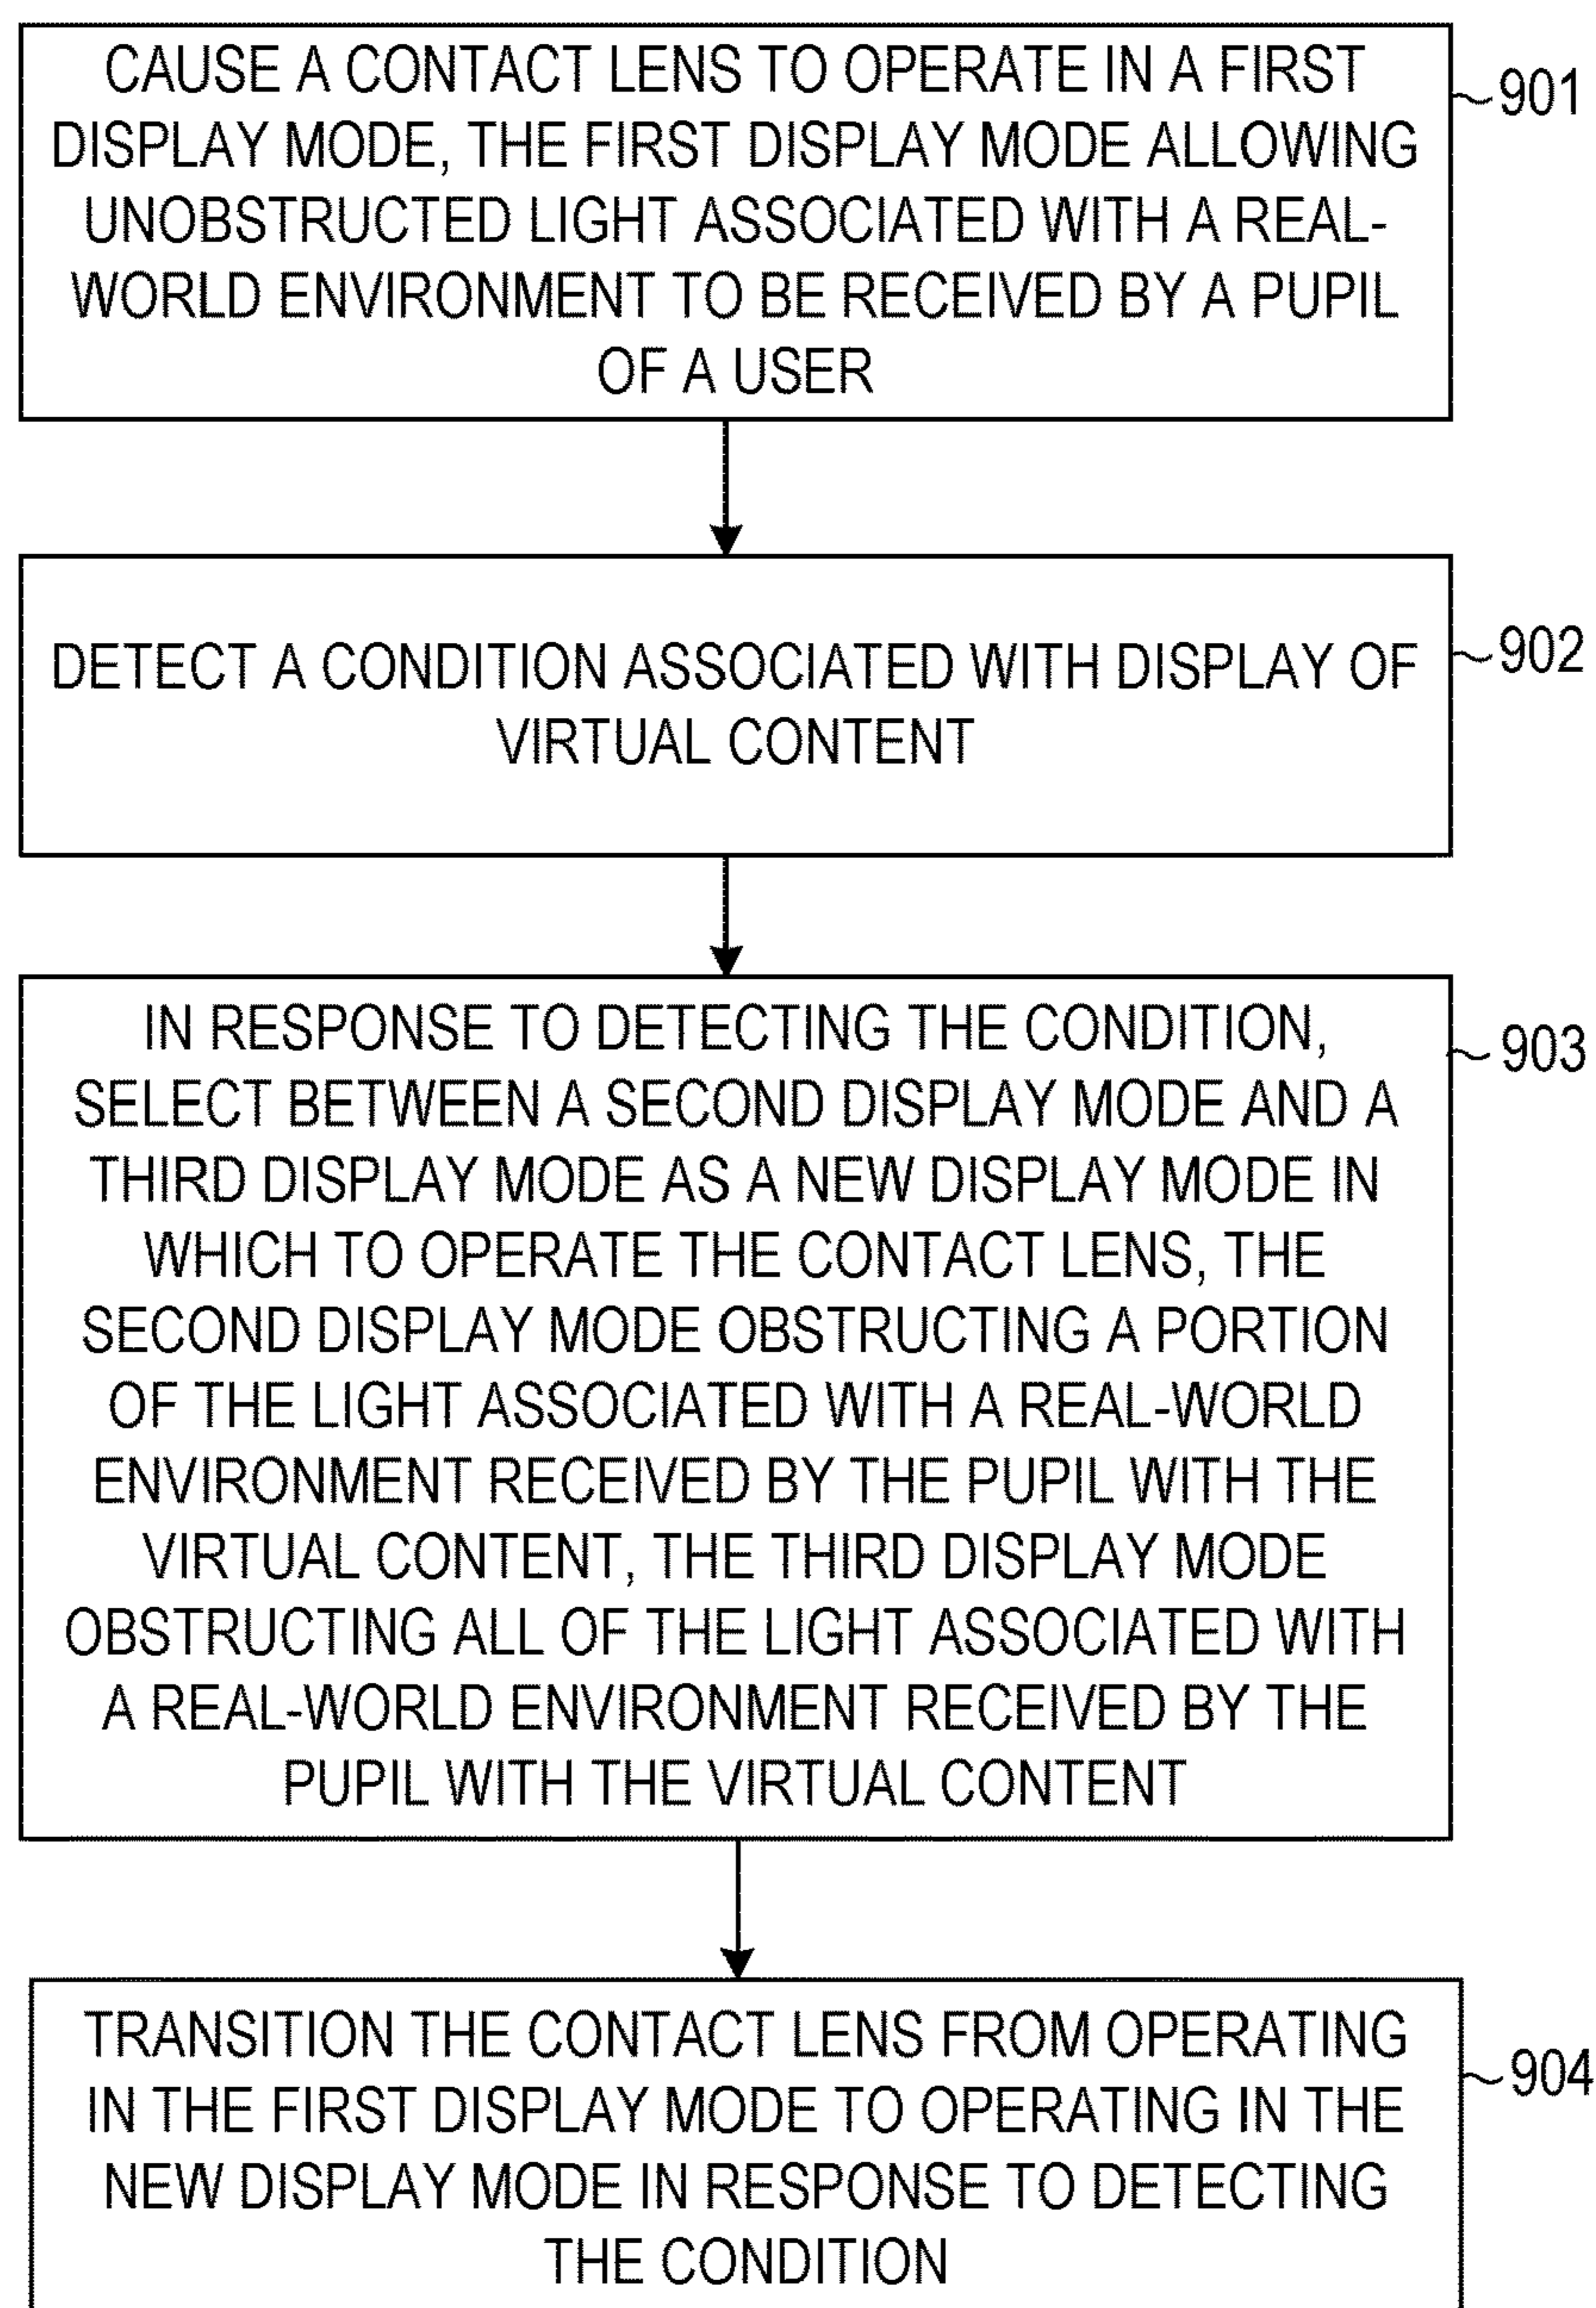 CAUSE A CONTACT LENS TO OPERATE IN A FIRST
DISPLAY MODE, THE FIRST DISPLAY MODE ALLOWING
UNOBSTRUCTED LIGHT ASSOCIATED WITH A REAL-
WORLD ENVIRONMENT TO BE RECEIVED BY A PUPIL
OF A USER
901
DETECT A CONDITION ASSOCIATED WITH DISPLAY OF
VIRTUAL CONTENT
902
IN RESPONSE TO DETECTING THE CONDITION,
SELECT BETWEEN A SECOND DISPLAY MODE AND A
THIRD DISPLAY MODE AS A NEW DISPLAY MODE IN
WHICH TO OPERATE THE CONTACT LENS, THE
SECOND DISPLAY MODE OBSTRUCTING A PORTION
OF THE LIGHT ASSOCIATED WITH A REAL-WORLD
ENVIRONMENT RECEIVED BY THE PUPIL WITH THE
VIRTUAL CONTENT, THE THIRD DISPLAY MODE
OBSTRUCTING ALL OF THE LIGHT ASSOCIATED WITH
A REAL-WORLD ENVIRONMENT RECEIVED BY THE
PUPIL WITH THE VIRTUAL CONTENT
903
TRANSITION THE CONTACT LENS FROM OPERATING
IN THE FIRST DISPLAY MODE TO OPERATING IN THE
NEW DISPLAY MODE IN RESPONSE TO DETECTING
THE CONDITION
904